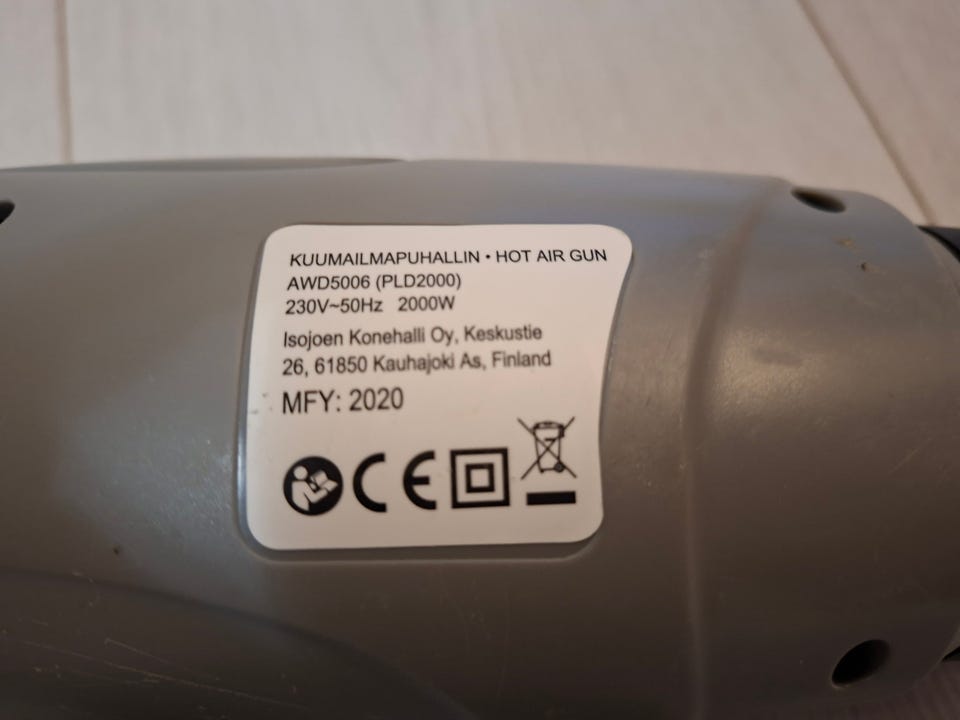 KUUMAILMAPUHALLIN • HOT AIR GUN
AWD5006 (PLD2000)
230V~50Hz 2000W
Isojoen Konehalli Oy, Keskustie
26, 61850 Kauhajoki As, Finland
MFY: 2020
CE